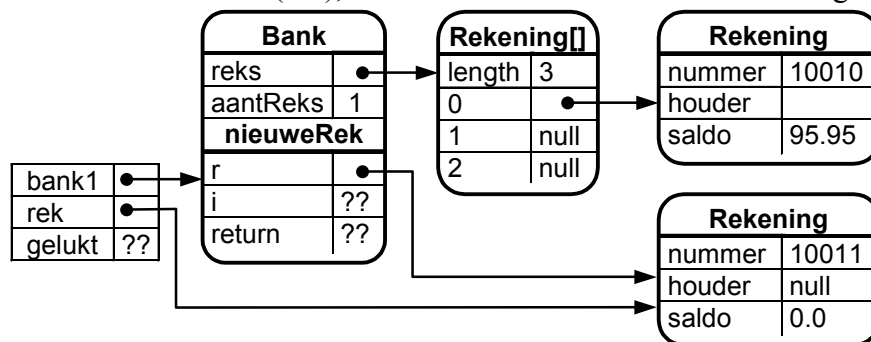 Bank
reks
aantReks 1
nieuweRek
r
i ??
return ??
Rekening[]
length 3
0
1 null
2 null
Rekening
nummer 10010
houder
saldo 95.95
bank1
rek
gelukt ??
Rekening
nummer 10011
houder null
saldo 0.0